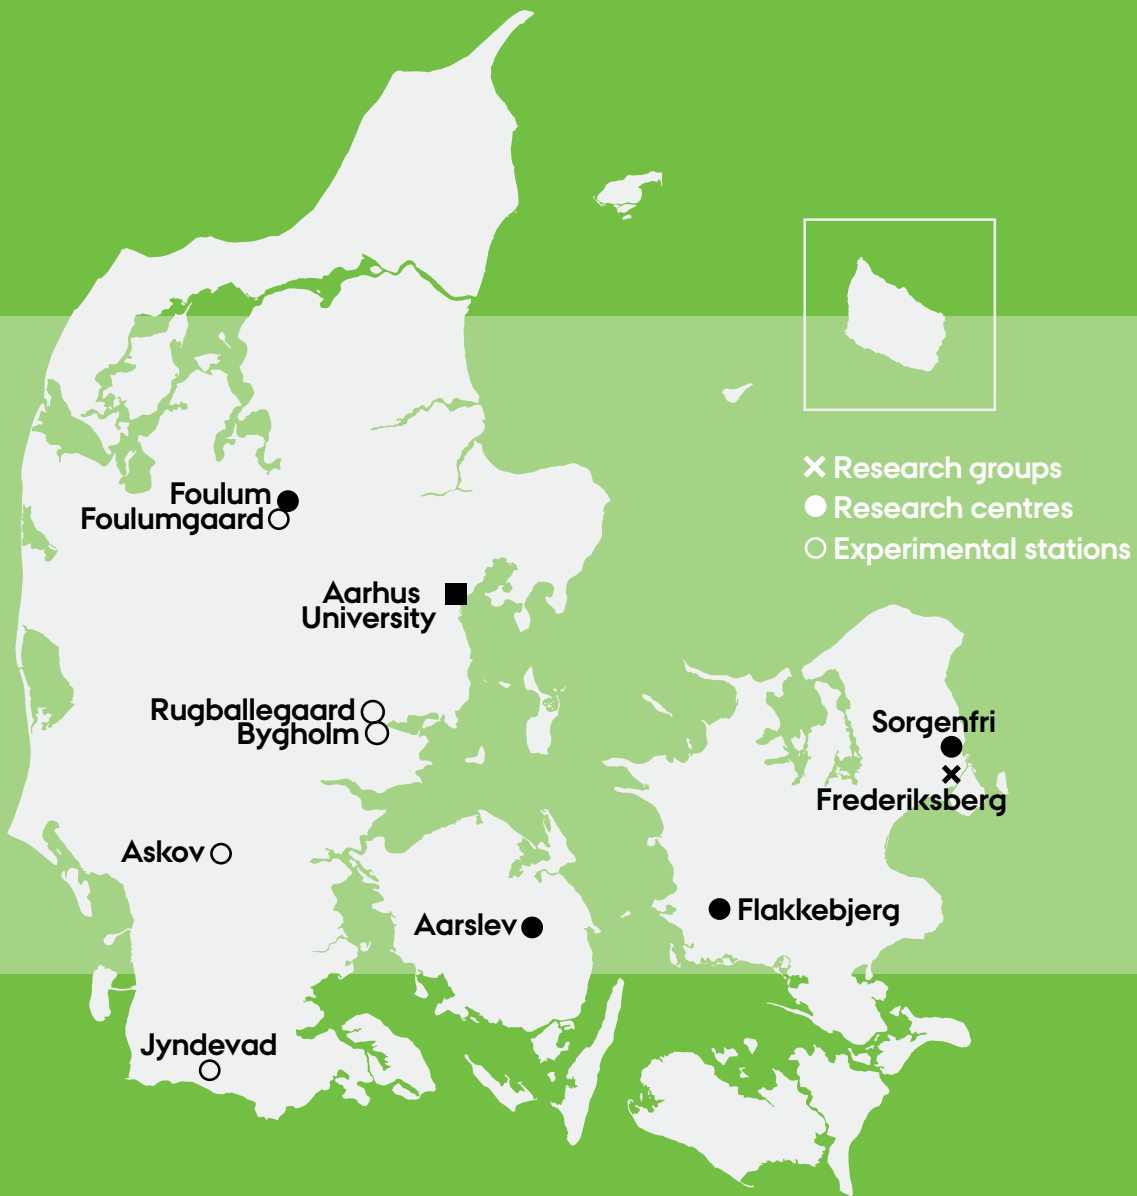 Research groups
Research centres
Experimental stations
Foulum
Foulumgaard
Aarhus
University
Rugballegaard
Bygholm
Sorgenfri
Frederiksberg
Askov
Aarslev
Flakkebjerg
Jyndevad